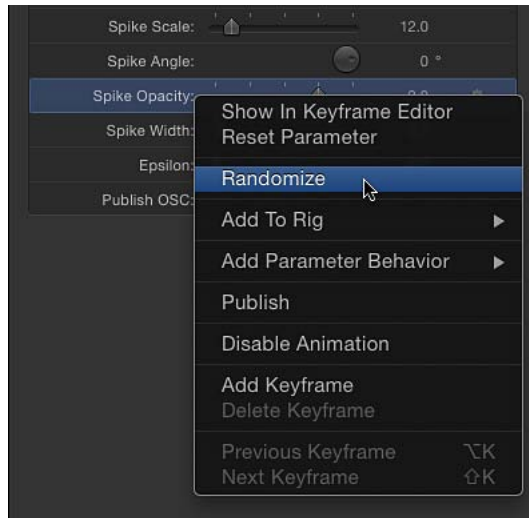 Spike Scale: 12.0
Spike Angle: 0 °
Spike Opacity:
Spike Width:
Epsilon:
Publish OSC:
Show In Keyframe Editor
Reset Parameter
Randomize
Add To Rig ▶
Add Parameter Behavior ▶
Publish
Disable Animation
Add Keyframe
Delete Keyframe
Previous Keyframe ⌥K
Next Keyframe ⇧K